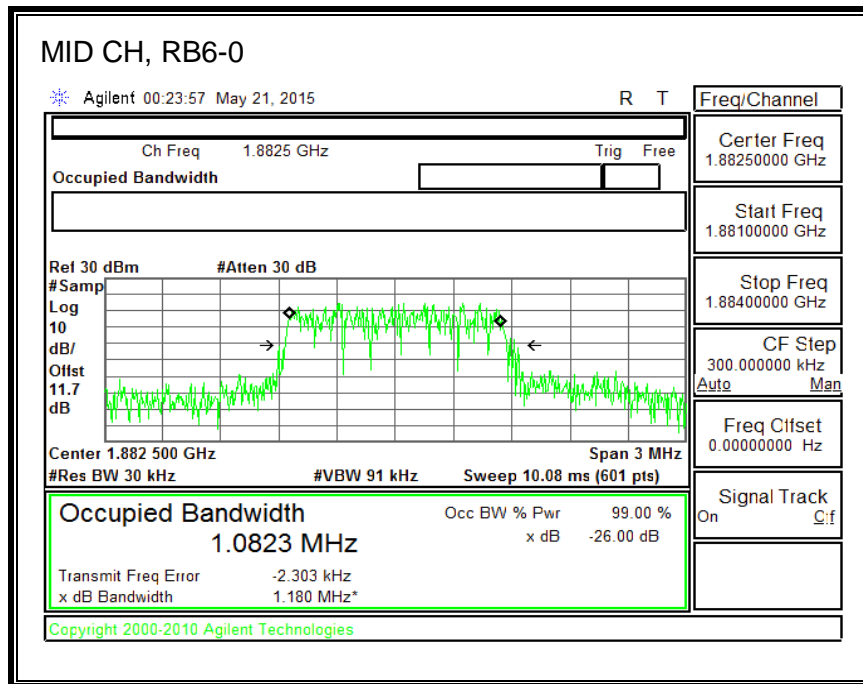 MID CH, RB6-0
Agilent 00:23:57 May 21, 2015 R T
Ch Freq 1.8825 GHz Trig Free
Occupied Bandwidth
Ref 30 dBm #Atten 30 dB
#Samp
Log
10
dB/
Offst
11.7
dB
Center 1.882 500 GHz Span 3 MHz
#Res BW 30 kHz #VBW 91 kHz Sweep 10.08 ms (601 pts)
Occupied Bandwidth Occ BW % Pwr 99.00 %
1.0823 MHz x dB -26.00 dB
Transmit Freq Error -2.303 kHz
x dB Bandwidth 1.180 MHz*
Copyright 2000-2010 Agilent Technologies
Freq/Channel
Center Freq
1.88250000 GHz
Start Freq
1.88100000 GHz
Stop Freq
1.88400000 GHz
CF Step
300.000000 kHz
Auto Man
Freq Offset
0.00000000 Hz
Signal Track
On Off